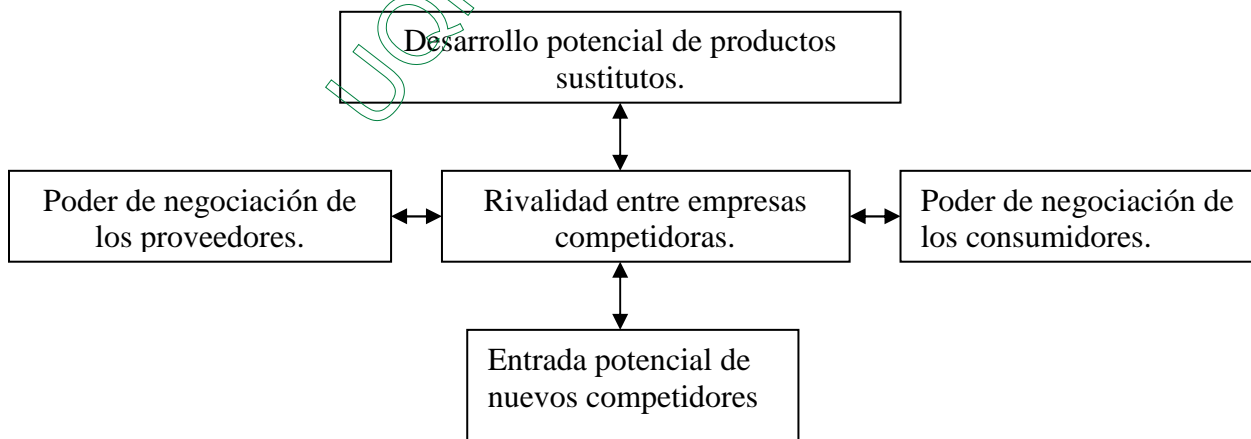 Desarrollo potencial de productos
sustitutos.
Poder de negociación de
los proveedores.
Rivalidad entre empresas
competidoras.
Poder de negociación de
los consumidores.
Entrada potencial de
nuevos competidores